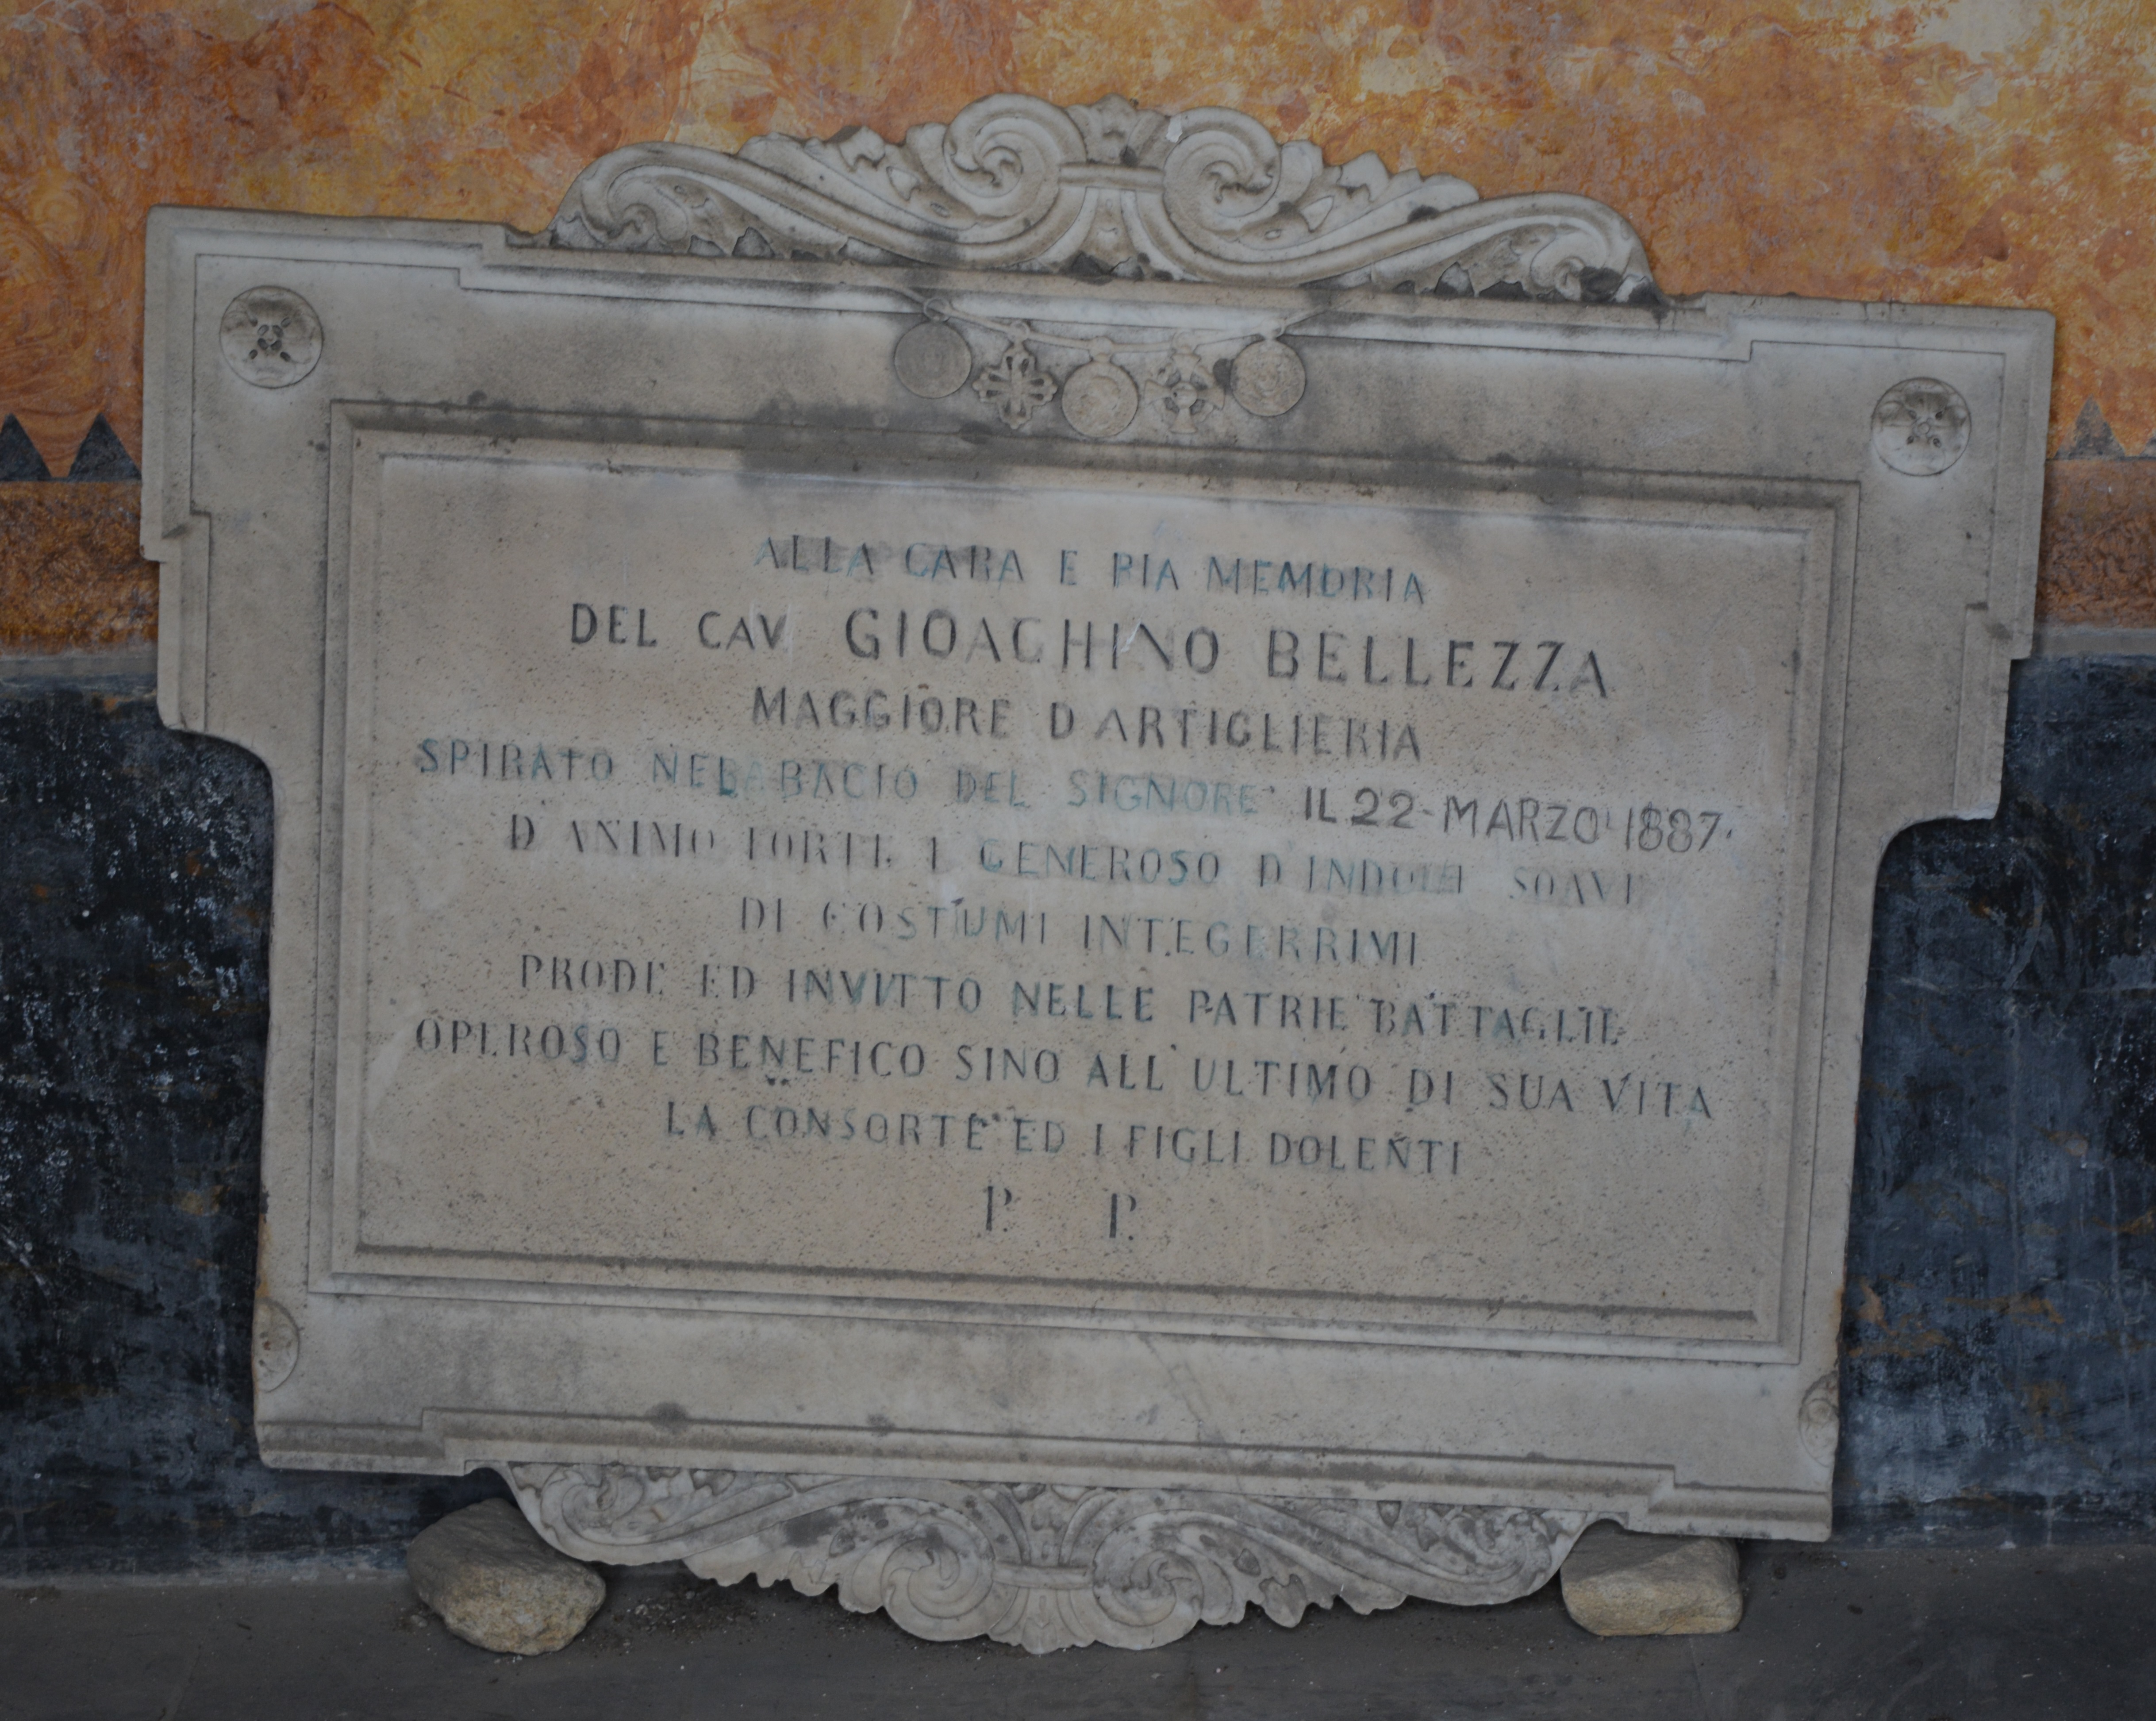 ALLA CARA E PIA MEMORIA
DEL CAV GIOACHINO BELLEZZA
MAGGIORE D'ARTIGLIERIA
SPIRATO NEL BACIO DEL SIGNORE IL 22-MARZO 1887.
D'ANIMO FORTE E GENEROSO D'INDOLE SOAVE
DI COSTUMI INTEGERRIMI
PRODE ED INVITTO NELLE PATRIE BATTAGLIE
OPEROSO E BENEFICO SINO ALL'ULTIMO DI SUA VITA
LA CONSORTE ED I FIGLI DOLENTI
P. P.